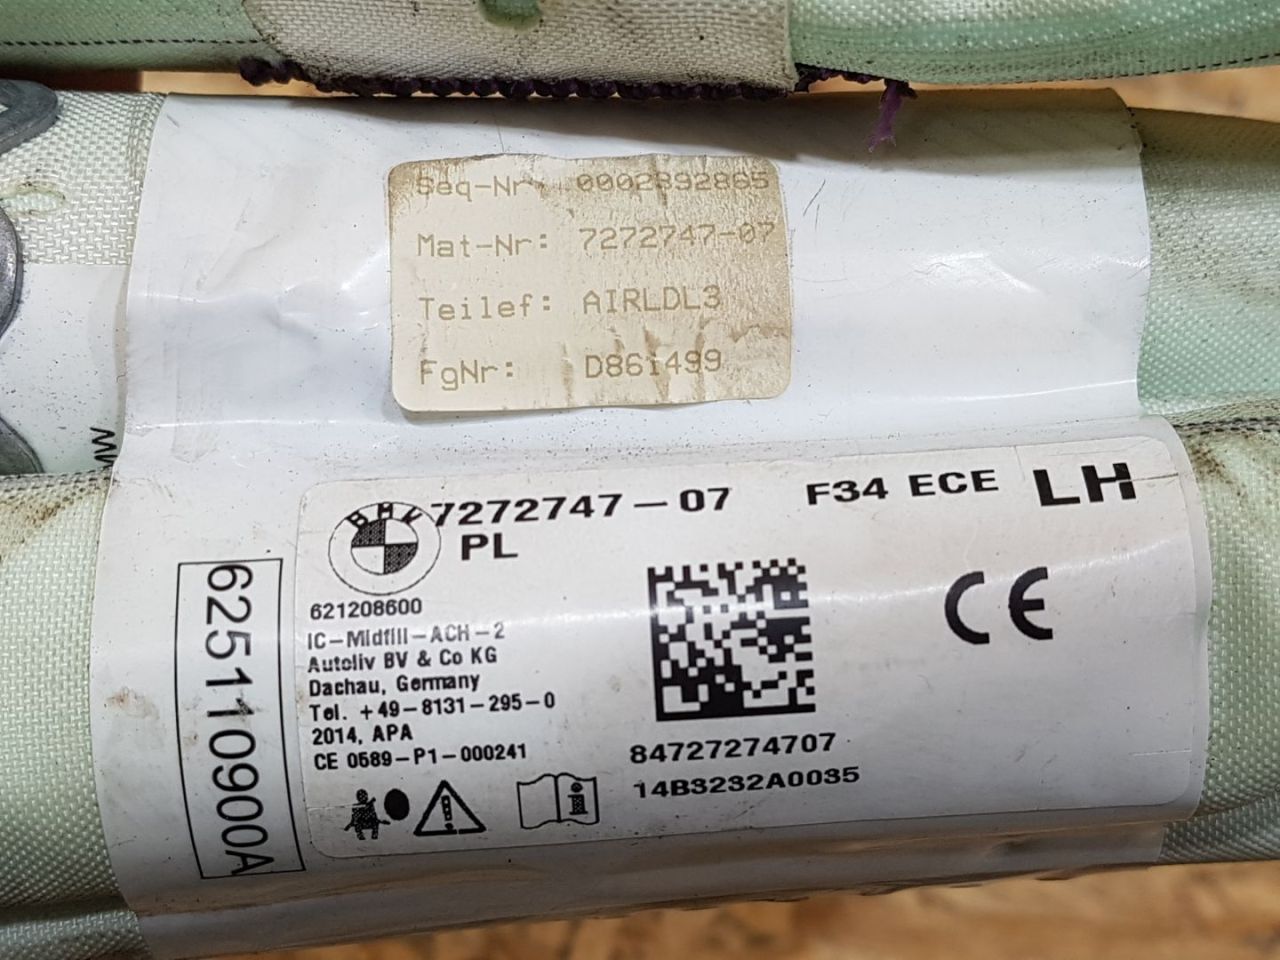 Seq-Nr: 0002892865
Mat-Nr: 7272747-07
Teilef: AIRLDL3
FgNr: D861499
BMW
7272747-07 F34 ECE LH
PL
621208600
IC-Midfill-ACH-2
Autoliv BV & Co KG
Dachau, Germany
Tel. +49-8131-295-0
2014, APA
CE 0589-P1-000241
CE
84727274707
14B3232A0035
625110900A